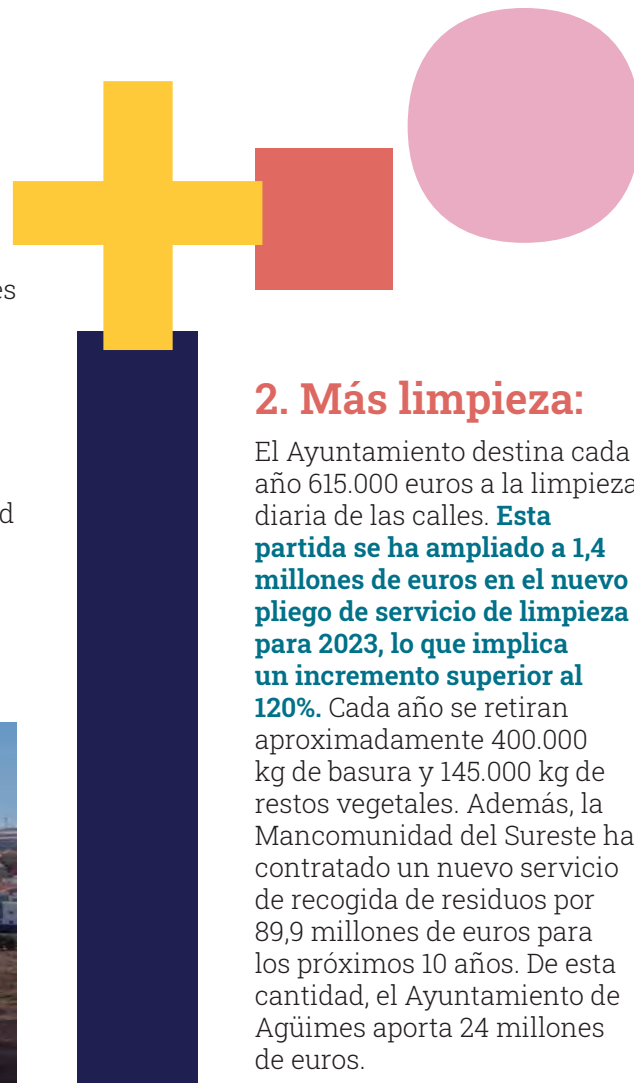 es
d
2. Más limpieza:
El Ayuntamiento destina cada
año 615.000 euros a la limpieza
diaria de las calles. Esta
partida se ha ampliado a 1,4
millones de euros en el nuevo
pliego de servicio de limpieza
para 2023, lo que implica
un incremento superior al
120%. Cada año se retiran
aproximadamente 400.000
kg de basura y 145.000 kg de
restos vegetales. Además, la
Mancomunidad del Sureste ha
contratado un nuevo servicio
de recogida de residuos por
89,9 millones de euros para
los próximos 10 años. De esta
cantidad, el Ayuntamiento de
Agüimes aporta 24 millones
de euros.